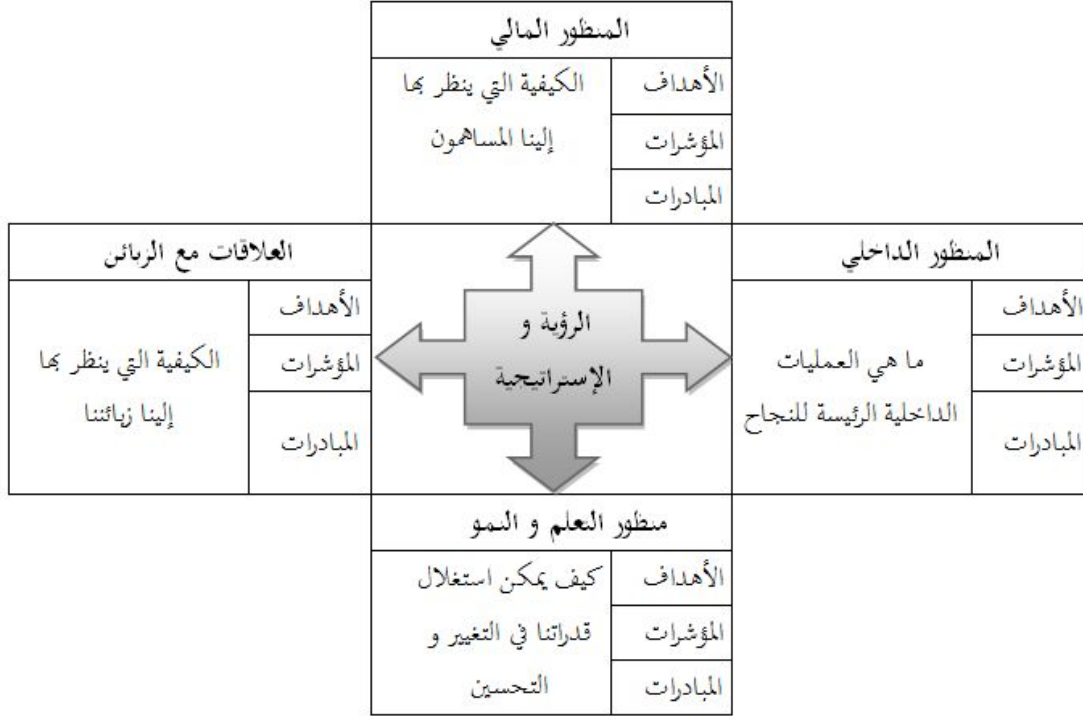 المنظور المالي
الأهداف
المؤشرات
المبادرات
الكيفية التي ينظر بها
إلينا المساهمون
المنظور الداخلي
الأهداف
المؤشرات
المبادرات
ما هي العمليات
الداخلية الرئيسة للنجاح
الرؤية و
الإستراتيجية
العلاقات مع الزبائن
الأهداف
المؤشرات
المبادرات
الكيفية التي ينظر بها
إلينا زبائننا
منظور التعلم و النمو
الأهداف
المؤشرات
المبادرات
كيف يمكن استغلال
قدراتنا في التغيير و
التحسين